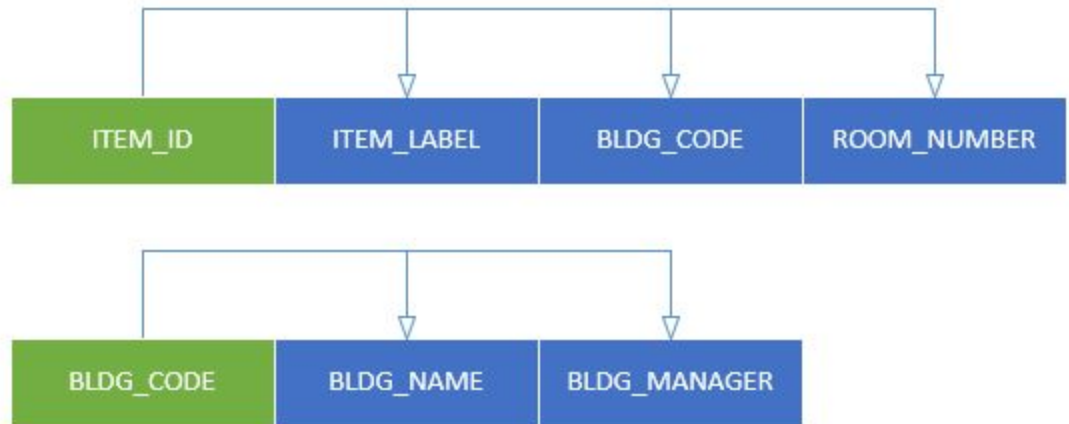 ITEM_ID ITEM_LABEL BLDG_CODE ROOM_NUMBER
BLDG_CODE BLDG_NAME BLDG_MANAGER